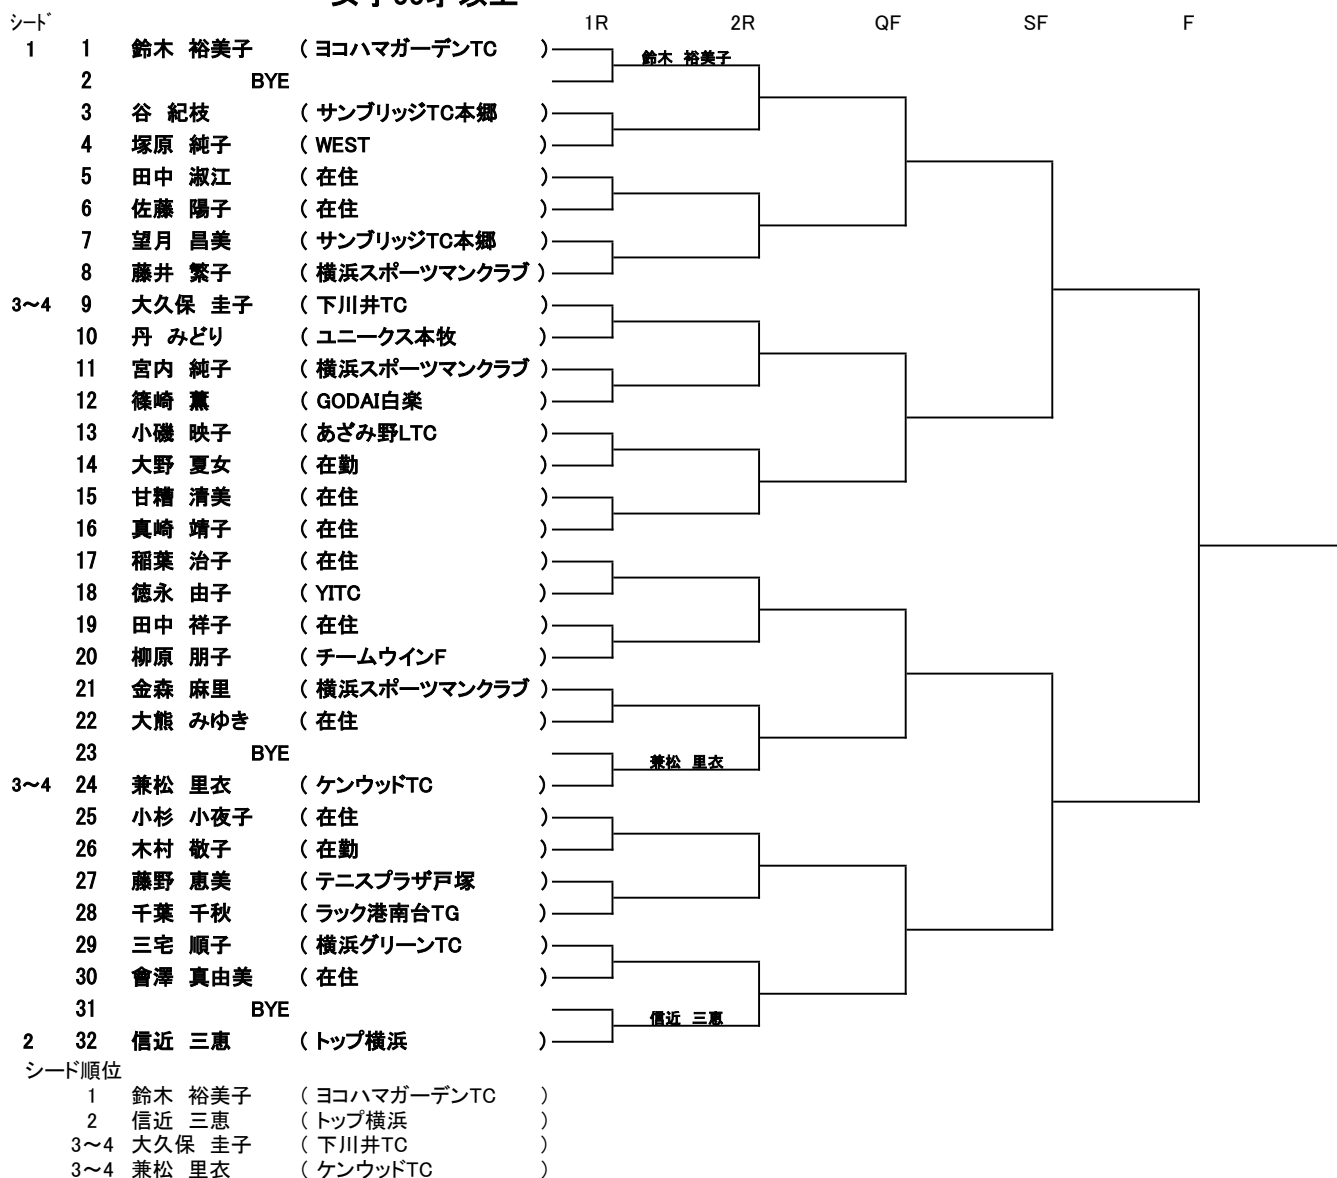 シード 1R 2R QF SF F
1 1 鈴木 裕美子 ( ヨコハマガーデンTC ) 鈴木 裕美子
2 BYE
3 谷 紀枝 ( サンブリッジTC本郷 )
4 塚原 純子 ( WEST )
5 田中 淑江 ( 在住 )
6 佐藤 陽子 ( 在住 )
7 望月 昌美 ( サンブリッジTC本郷 )
8 藤井 繁子 ( 横浜スポーツマンクラブ )
3～4 9 大久保 圭子 ( 下川井TC )
10 丹 みどり ( ユニークス本牧 )
11 宮内 純子 ( 横浜スポーツマンクラブ )
12 篠崎 薫 ( GODAI白楽 )
13 小磯 映子 ( あざみ野LTC )
14 大野 夏女 ( 在勤 )
15 甘糟 清美 ( 在住 )
16 真崎 靖子 ( 在住 )
17 稲葉 治子 ( 在住 )
18 徳永 由子 ( YITC )
19 田中 祥子 ( 在住 )
20 柳原 朋子 ( チームウインF )
21 金森 麻里 ( 横浜スポーツマンクラブ )
22 大熊 みゆき ( 在住 )
23 BYE 兼松 里衣
3～4 24 兼松 里衣 ( ケンウッドTC )
25 小杉 小夜子 ( 在住 )
26 木村 敬子 ( 在勤 )
27 藤野 恵美 ( テニスプラザ戸塚 )
28 千葉 千秋 ( ラック港南台TG )
29 三宅 順子 ( 横浜グリーンTC )
30 會澤 真由美 ( 在住 )
31 BYE 信近 三恵
2 32 信近 三恵 ( トップ横浜 )
シード順位
1 鈴木 裕美子 ( ヨコハマガーデンTC )
2 信近 三恵 ( トップ横浜 )
3～4 大久保 圭子 ( 下川井TC )
3～4 兼松 里衣 ( ケンウッドTC )